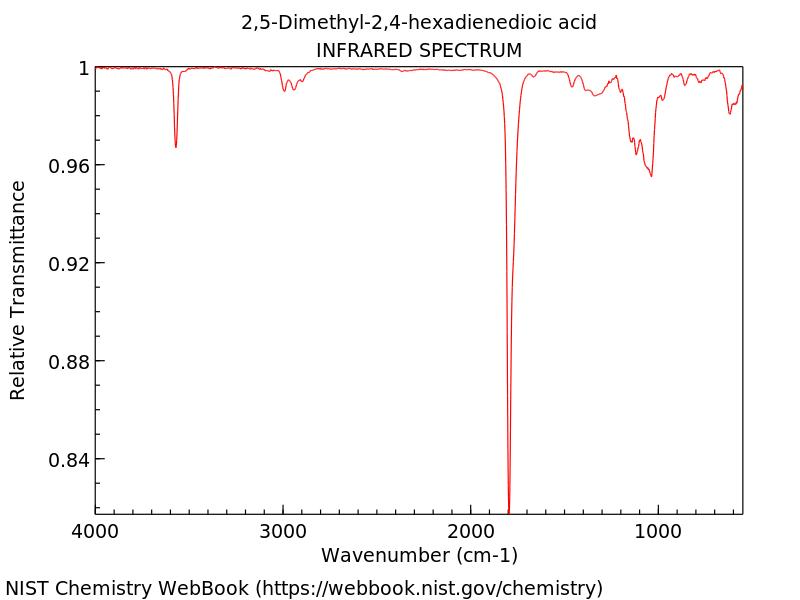 2,5-Dimethyl-2,4-hexadienedioic acid
INFRARED SPECTRUM
1
0.96
0.92
0.88
0.84
Relative Transmittance
4000
3000
2000
1000
Wavenumber (cm-1)
NIST Chemistry WebBook (https://webbook.nist.gov/chemistry)